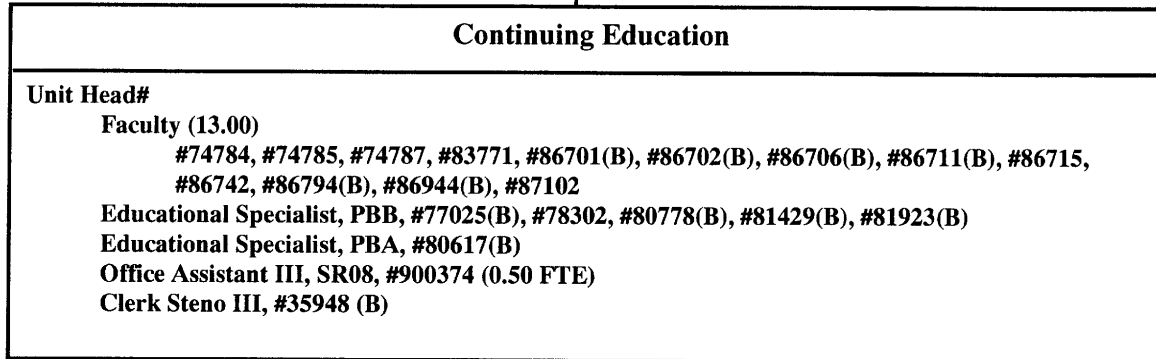 Continuing Education
Unit Head#
Faculty (13.00)
#74784, #74785, #74787, #83771, #86701(B), #86702(B), #86706(B), #86711(B), #86715,
#86742, #86794(B), #86944(B), #87102
Educational Specialist, PBB, #77025(B), #78302, #80778(B), #81429(B), #81923(B)
Educational Specialist, PBA, #80617(B)
Office Assistant III, SR08, #900374 (0.50 FTE)
Clerk Steno III, #35948 (B)